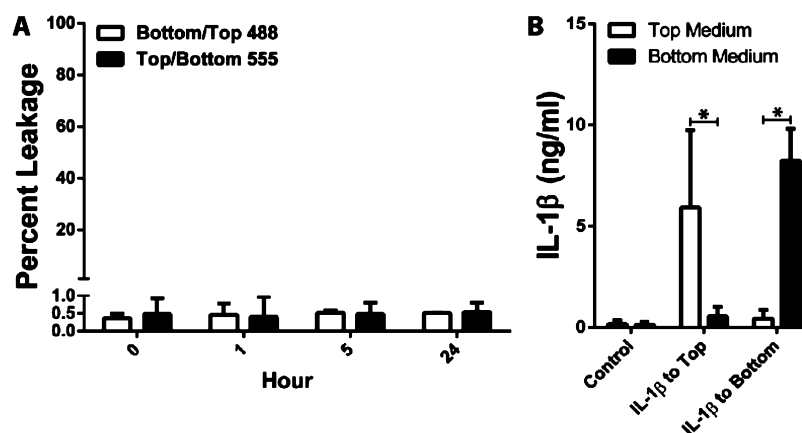 A
Bottom/Top 488
Top/Bottom 555
Percent Leakage
100
80
60
40
20
1.0
0.5
0.0
0
1
5
24
Hour
B
Top Medium
Bottom Medium
IL-1β (ng/ml)
15
10
5
0
*
*
Control
IL-1β to Top
IL-1β to Bottom